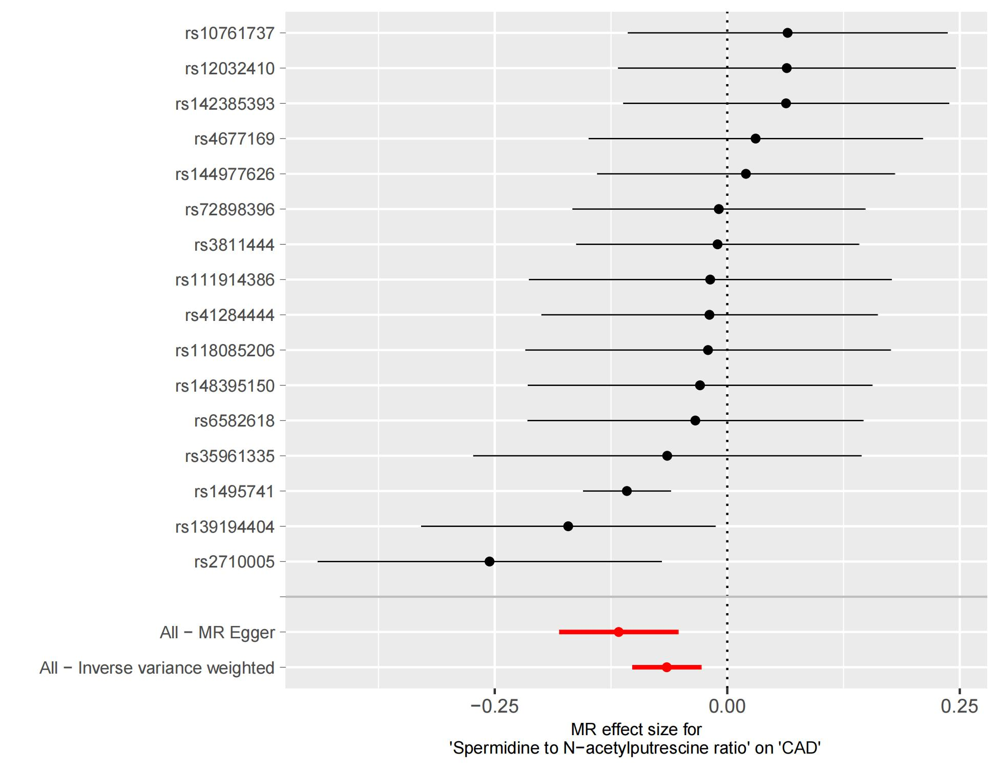 rs10761737
rs12032410
rs142385393
rs4677169
rs144977626
rs72898396
rs3811444
rs111914386
rs41284444
rs118085206
rs148395150
rs6582618
rs35961335
rs1495741
rs139194404
rs2710005
All − MR Egger
All − Inverse variance weighted
−0.25 0.00 0.25
MR effect size for
'Spermidine to N−acetylputrescine ratio' on 'CAD'